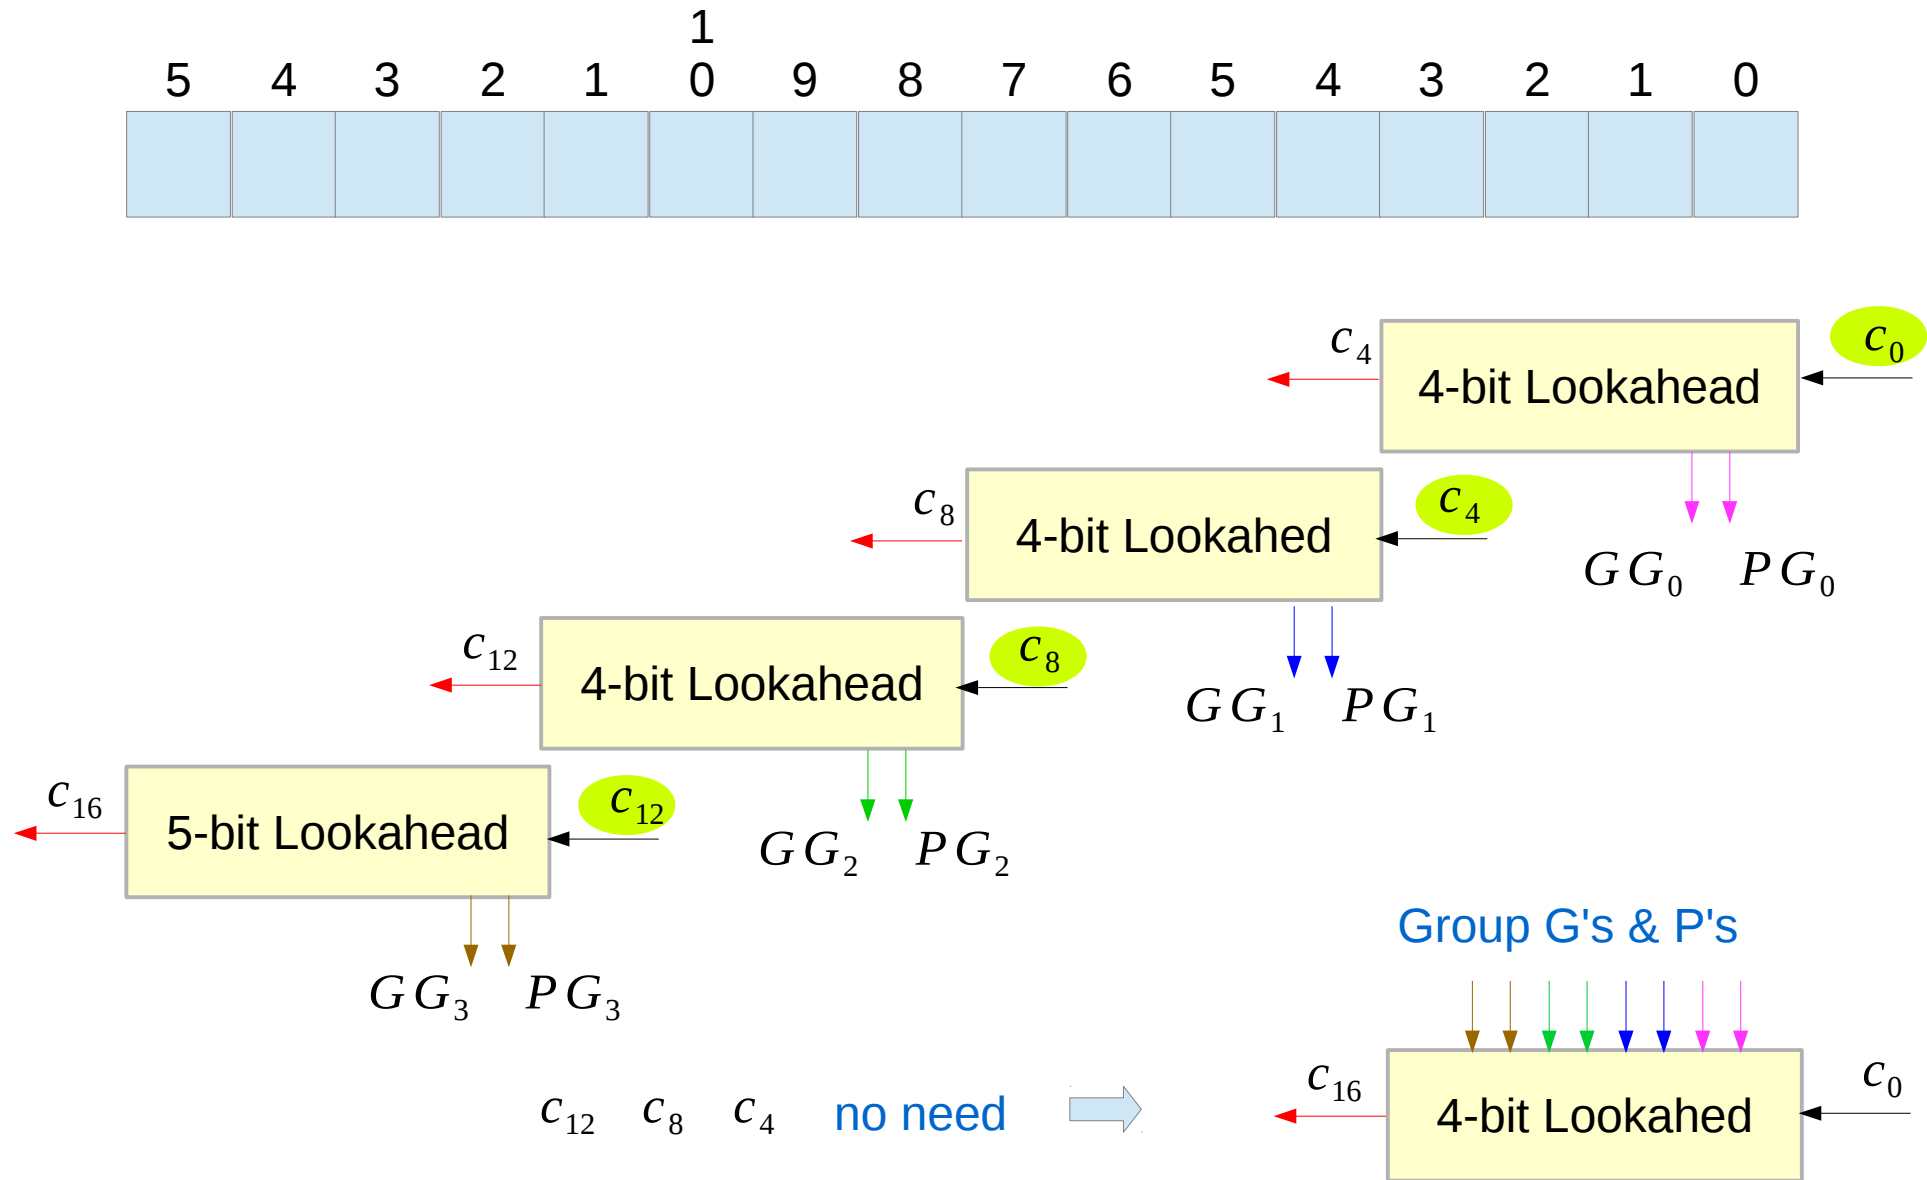 1
5 4 3 2 1 0 9 8 7 6 5 4 3 2 1 0
c4 4-bit Lookahead c0
c8 4-bit Lookahed c4
GG0 PG0
c12 4-bit Lookahead c8
GG1 PG1
c16 5-bit Lookahead c12
GG2 PG2
Group G's & P's
GG3 PG3
c12 c8 c4 no need
c16 4-bit Lookahed c0